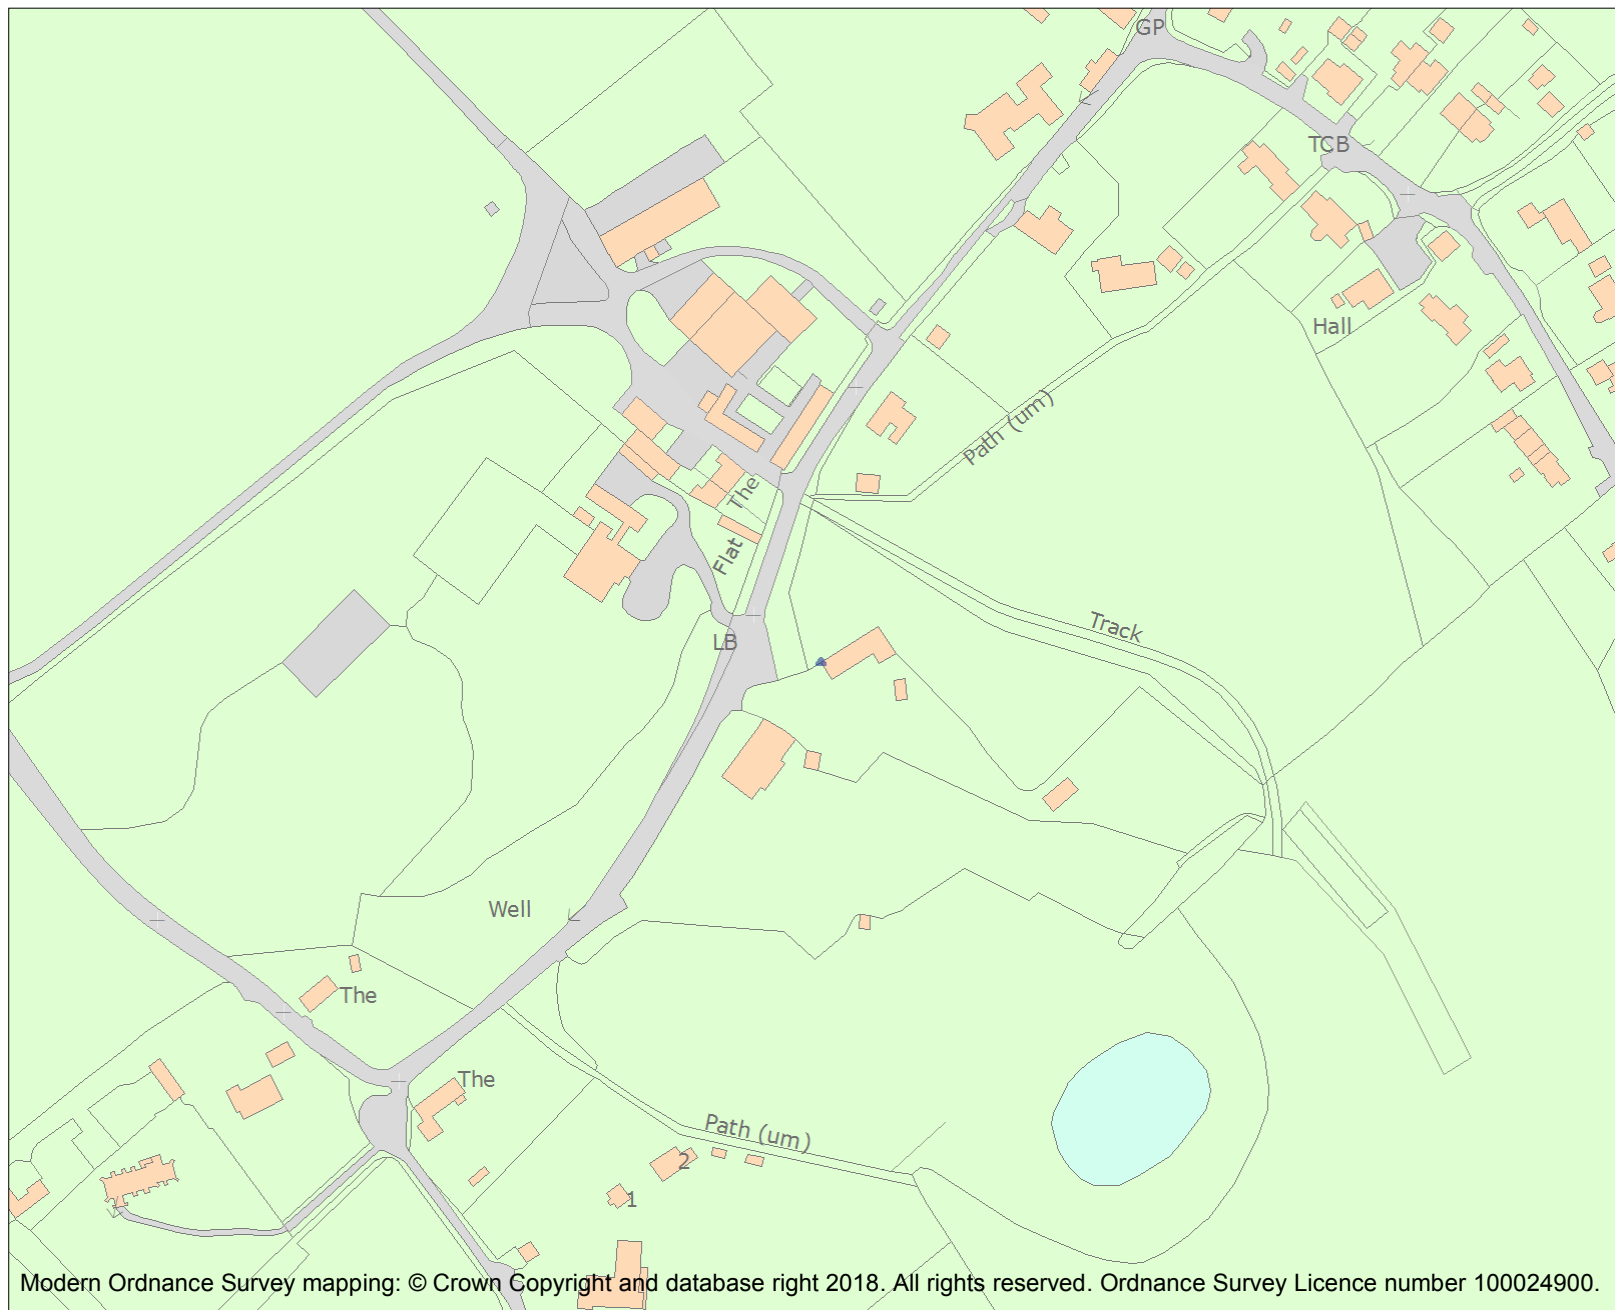 GP
TCB
Hall
Path (um)
The
Flat
Track
LB
Well
The
The
Path (um)
2
1
Modern Ordnance Survey mapping: © Crown Copyright and database right 2018. All rights reserved. Ordnance Survey Licence number 100024900.